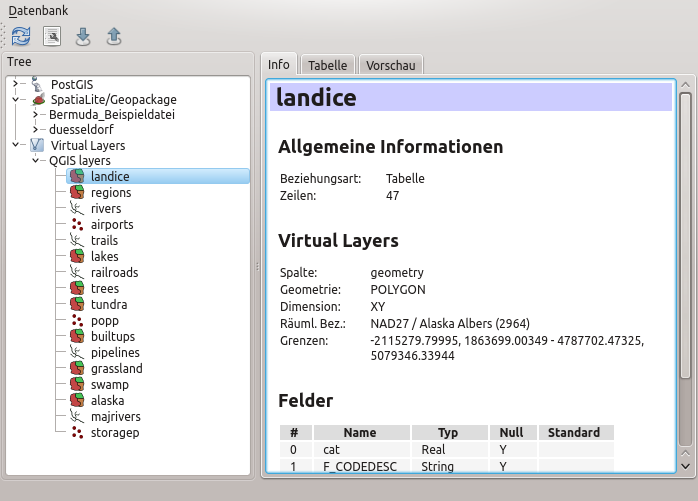 Datenbank
Tree
PostGIS
SpatiaLite/Geopackage
Bermuda_Beispieldatei
duesseldorf
Virtual Layers
QGIS layers
landice
regions
rivers
airports
trails
lakes
railroads
trees
tundra
popp
builtups
pipelines
grassland
swamp
alaska
majrivers
storagep
Info Tabelle Vorschau
landice
Allgemeine Informationen
Beziehungsart: Tabelle
Zeilen: 47
Virtual Layers
Spalte: geometry
Geometrie: POLYGON
Dimension: XY
Räuml. Bez.: NAD27 / Alaska Albers (2964)
Grenzen: -2115279.79995, 1863699.00349 - 4787702.47325,
5079346.33944
Felder
# Name Typ Null Standard
0 cat Real Y
1 F_CODEDESC String Y